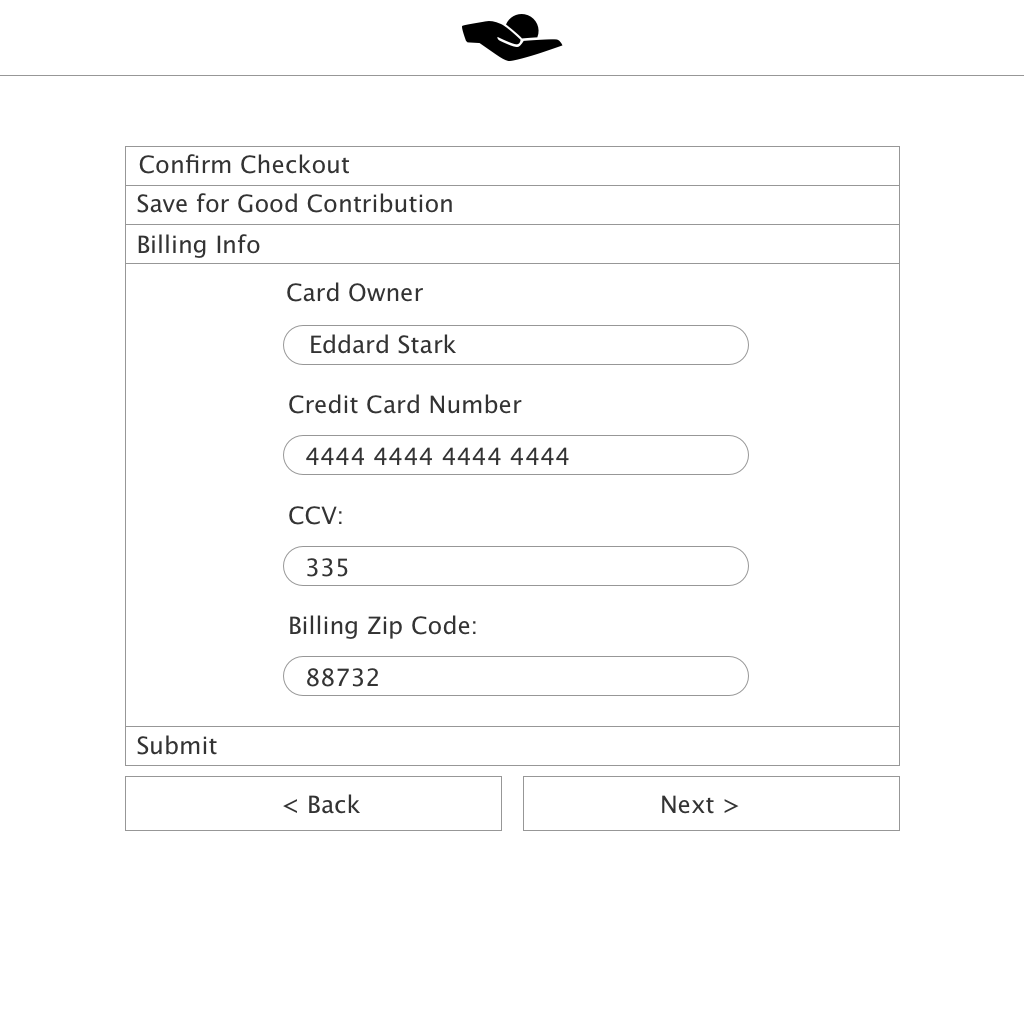 Confirm Checkout
Save for Good Contribution
Billing Info
Card Owner
Eddard Stark
Credit Card Number
4444 4444 4444 4444
CCV:
335
Billing Zip Code:
88732
Submit
< Back
Next >